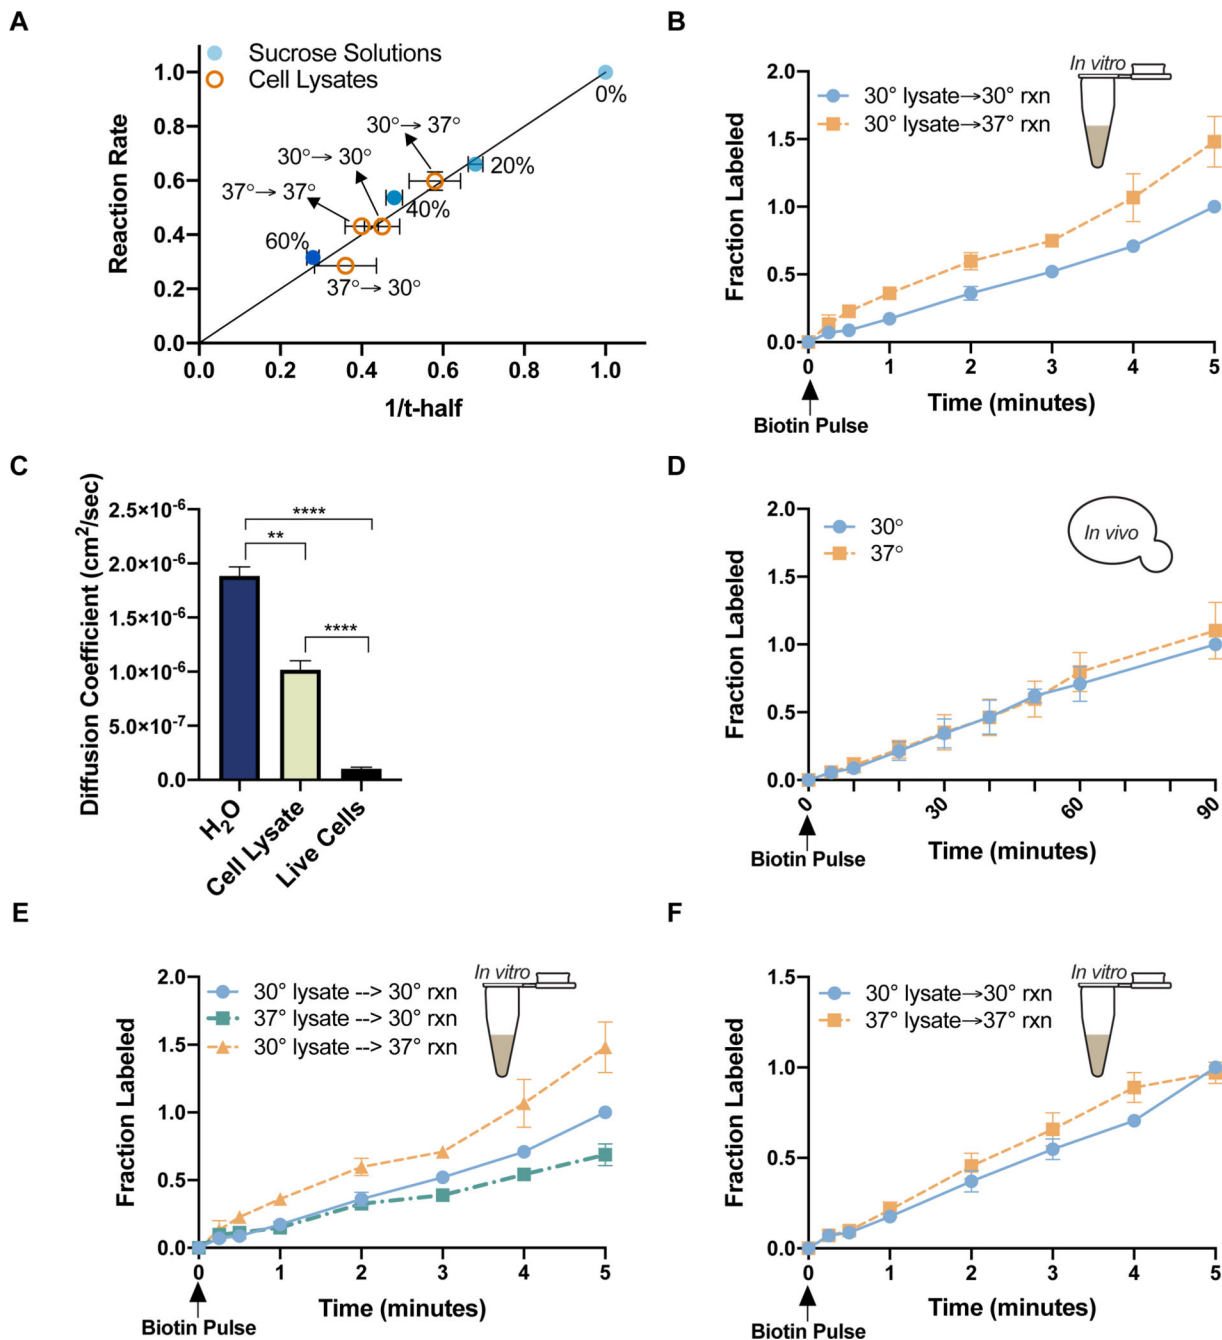 A
Sucrose Solutions
Cell Lysates
1.0
0.8
0.6
0.4
0.2
0.0
Reaction Rate
0%
30°→ 37°
20%
30°→ 30°
40%
37°→ 37°
60%
37°→ 30°
0.0 0.2 0.4 0.6 0.8 1.0
1/t-half
B
2.0
1.5
1.0
0.5
0.0
Fraction Labeled
30° lysate→30° rxn
30° lysate→37° rxn
In vitro
0 1 2 3 4 5
Time (minutes)
Biotin Pulse
C
Diffusion Coefficient (cm²/sec)
2.5×10⁻⁶
2.0×10⁻⁶
1.5×10⁻⁶
1.0×10⁻⁶
5.0×10⁻⁷
0.0
****
**
****
H₂O
Cell Lysate
Live Cells
D
2.0
1.5
1.0
0.5
0.0
Fraction Labeled
30°
37°
In vivo
0 30 60 90
Time (minutes)
Biotin Pulse
E
2.0
1.5
1.0
0.5
0.0
Fraction Labeled
30° lysate --> 30° rxn
37° lysate --> 30° rxn
30° lysate --> 37° rxn
In vitro
0 1 2 3 4 5
Time (minutes)
Biotin Pulse
F
1.5
1.0
0.5
0.0
Fraction Labeled
30° lysate→30° rxn
37° lysate→37° rxn
In vitro
0 1 2 3 4 5
Time (minutes)
Biotin Pulse